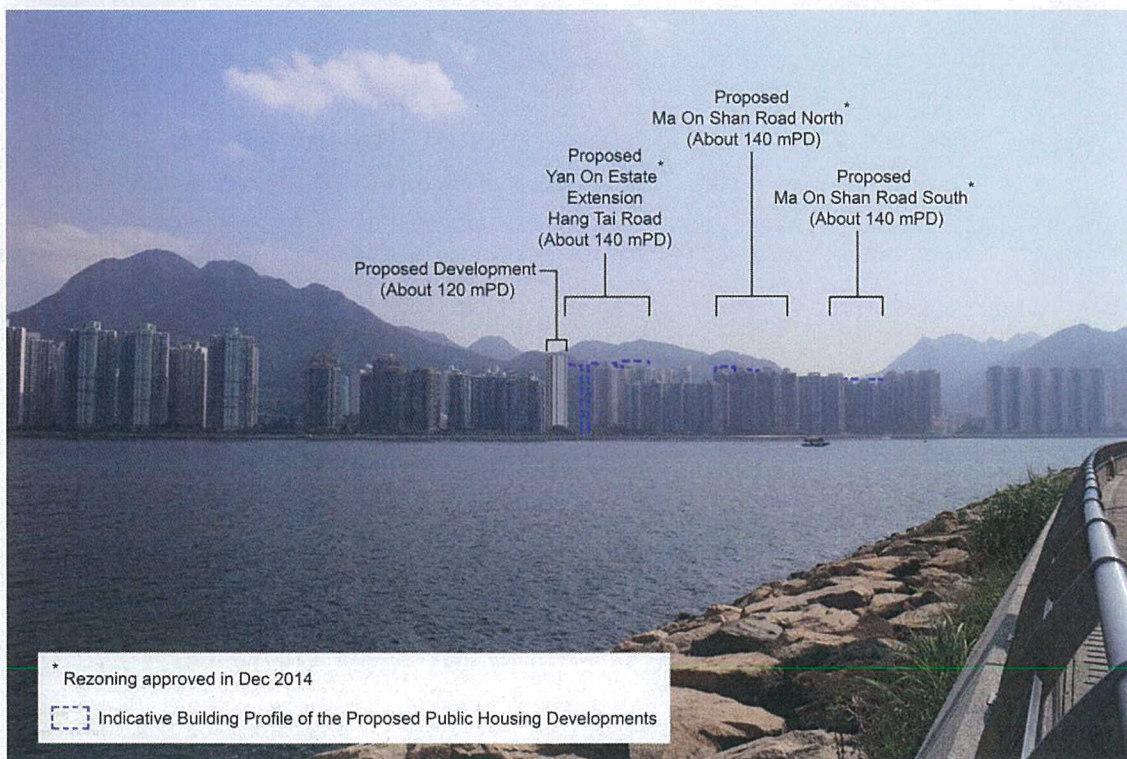 Proposed
Ma On Shan Road North*
(About 140 mPD)
Proposed
Yan On Estate*
Extension
Hang Tai Road
(About 140 mPD)
Proposed
Ma On Shan Road South*
(About 140 mPD)
Proposed Development
(About 120 mPD)
* Rezoning approved in Dec 2014
Indicative Building Profile of the Proposed Public Housing Developments